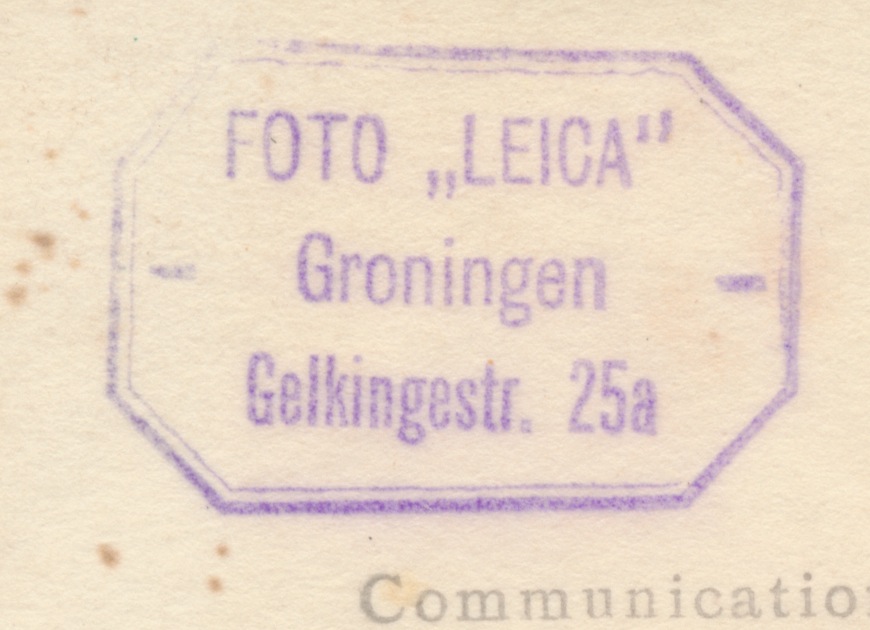 FOTO „LEICA“
Groningen
Gelkingestr. 25a